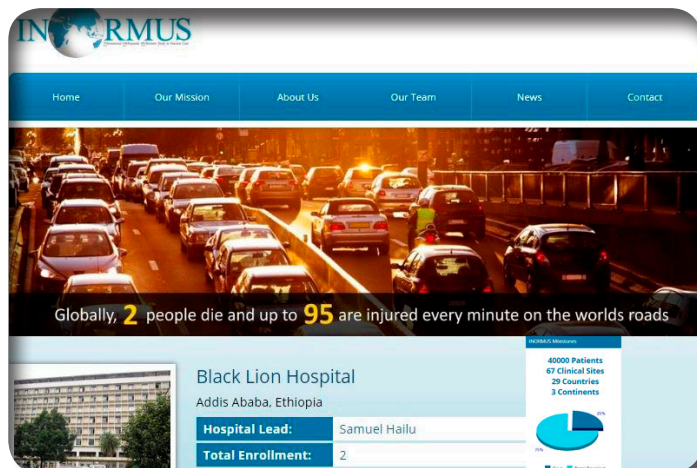 INORMUS
Home
Our Mission
About Us
Our Team
News
Contact
Globally, 2 people die and up to 95 are injured every minute on the worlds roads
INORMUS Milestones
40000 Patients
67 Clinical Sites
29 Countries
3 Continents
Black Lion Hospital
Addis Ababa, Ethiopia
Hospital Lead: Samuel Hailu
Total Enrollment: 2